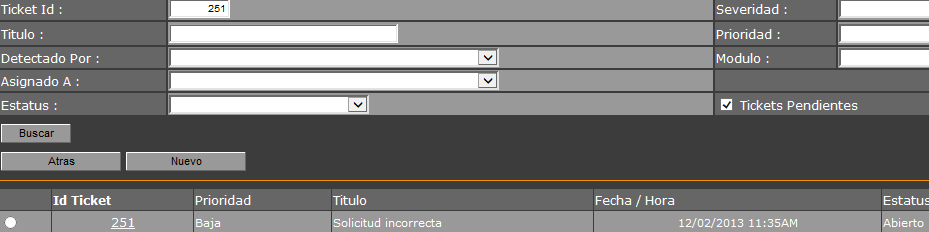 Ticket Id : 251 Severidad :
Titulo : Prioridad :
Detectado Por : Modulo :
Asignado A :
Estatus : Tickets Pendientes
Buscar
Atras Nuevo
Id Ticket Prioridad Titulo Fecha / Hora Estatus
251 Baja Solicitud incorrecta 12/02/2013 11:35AM Abierto